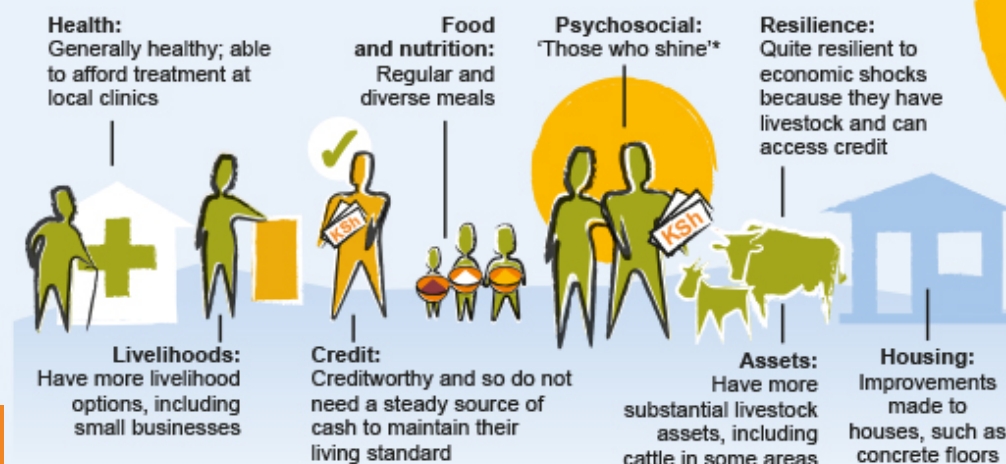 Health:
Generally healthy; able
to afford treatment at
local clinics
Food
and nutrition:
Regular and
diverse meals
Psychosocial:
‘Those who shine’*
Resilience:
Quite resilient to
economic shocks
because they have
livestock and can
access credit
KSh
KSh
Livelihoods:
Have more livelihood
options, including
small businesses
Credit:
Creditworthy and so do not
need a steady source of
cash to maintain their
living standard
Assets:
Have more
substantial livestock
assets, including
cattle in some areas
Housing:
Improvements
made to
houses, such as
concrete floors